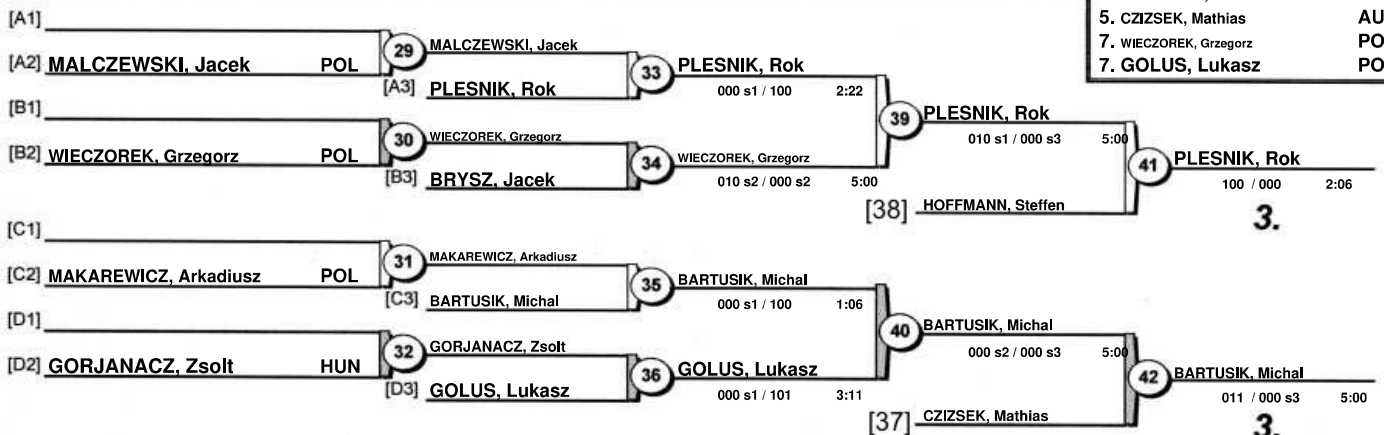 5. CZIZSEK, Mathias AU
7. WIECZOREK, Grzegorz PO
7. GOLUS, Lukasz PO
[A1]
[A2] MALCZEWSKI, Jacek POL
29
MALCZEWSKI, Jacek
[A3] PLESNIK, Rok
33
PLESNIK, Rok
000 s1 / 100 2:22
[B1]
[B2] WIECZOREK, Grzegorz POL
30
WIECZOREK, Grzegorz
[B3] BRYSZ, Jacek
34
WIECZOREK, Grzegorz
010 s2 / 000 s2 5:00
39
PLESNIK, Rok
010 s1 / 000 s3 5:00
[38] HOFFMANN, Steffen
41
PLESNIK, Rok
100 / 000 2:06
3.
[C1]
[C2] MAKAREWICZ, Arkadiusz POL
31
MAKAREWICZ, Arkadiusz
[C3] BARTUSIK, Michal
35
BARTUSIK, Michal
000 s1 / 100 1:06
[D1]
[D2] GORJANACZ, Zsolt HUN
32
GORJANACZ, Zsolt
[D3] GOLUS, Lukasz
36
GOLUS, Lukasz
000 s1 / 101 3:11
40
BARTUSIK, Michal
000 s2 / 000 s3 5:00
[37] CZIZSEK, Mathias
42
BARTUSIK, Michal
011 / 000 s3 5:00
3.